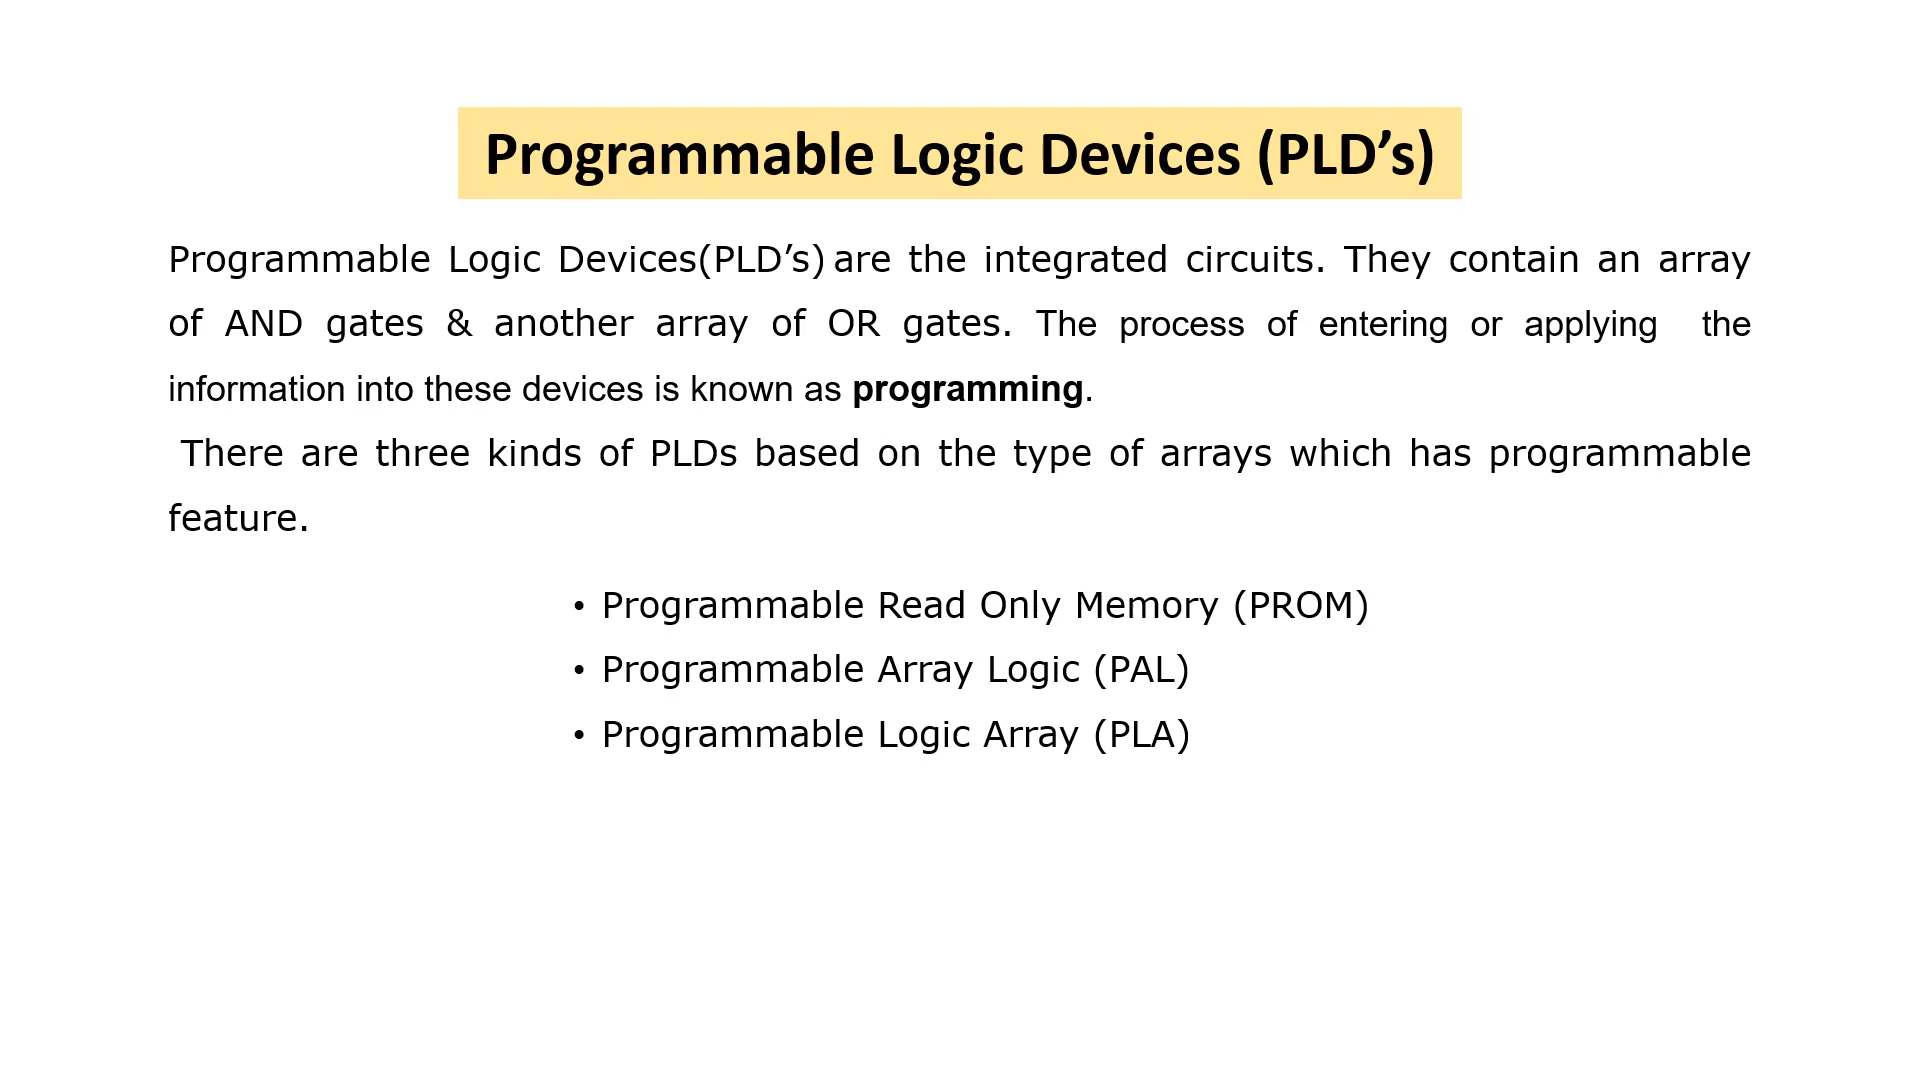 Programmable Logic Devices (PLD’s)
Programmable Logic Devices(PLD’s) are the integrated circuits. They contain an array
of AND gates & another array of OR gates. The process of entering or applying the
information into these devices is known as programming.
There are three kinds of PLDs based on the type of arrays which has programmable
feature.
• Programmable Read Only Memory (PROM)
• Programmable Array Logic (PAL)
• Programmable Logic Array (PLA)